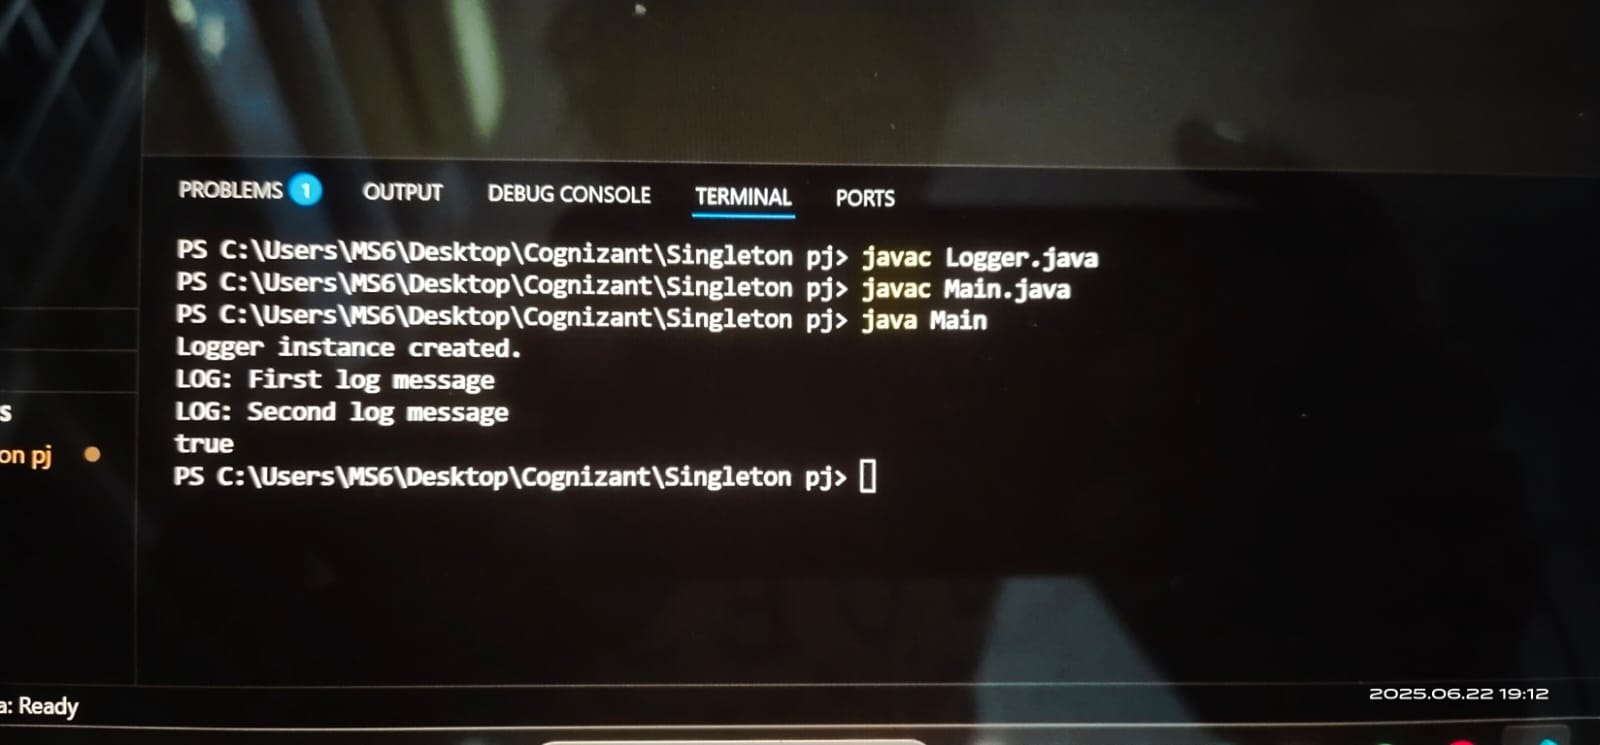 PROBLEMS 1 OUTPUT DEBUG CONSOLE TERMINAL PORTS
PS C:\Users\MS6\Desktop\Cognizant\Singleton pj> javac Logger.java
PS C:\Users\MS6\Desktop\Cognizant\Singleton pj> javac Main.java
PS C:\Users\MS6\Desktop\Cognizant\Singleton pj> java Main
Logger instance created.
LOG: First log message
LOG: Second log message
s
true
on pj
PS C:\Users\MS6\Desktop\Cognizant\Singleton pj>
2025.06.22 19:12
a: Ready